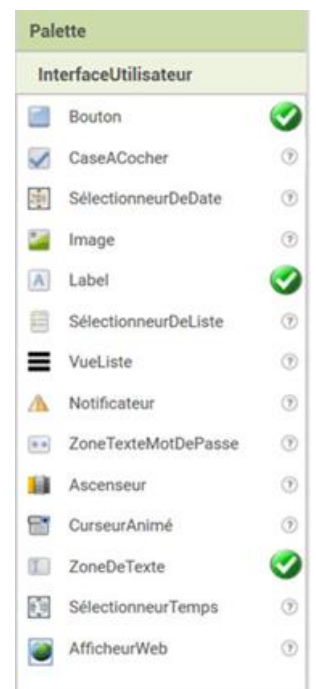 Palette
InterfaceUtilisateur
Bouton
CaseACocher
SélectionneurDeDate
Image
Label
SélectionneurDeListe
VueListe
Notificateur
ZoneTexteMotDePasse
Ascenseur
CurseurAnimé
ZoneDeTexte
SélectionneurTemps
AfficheurWeb